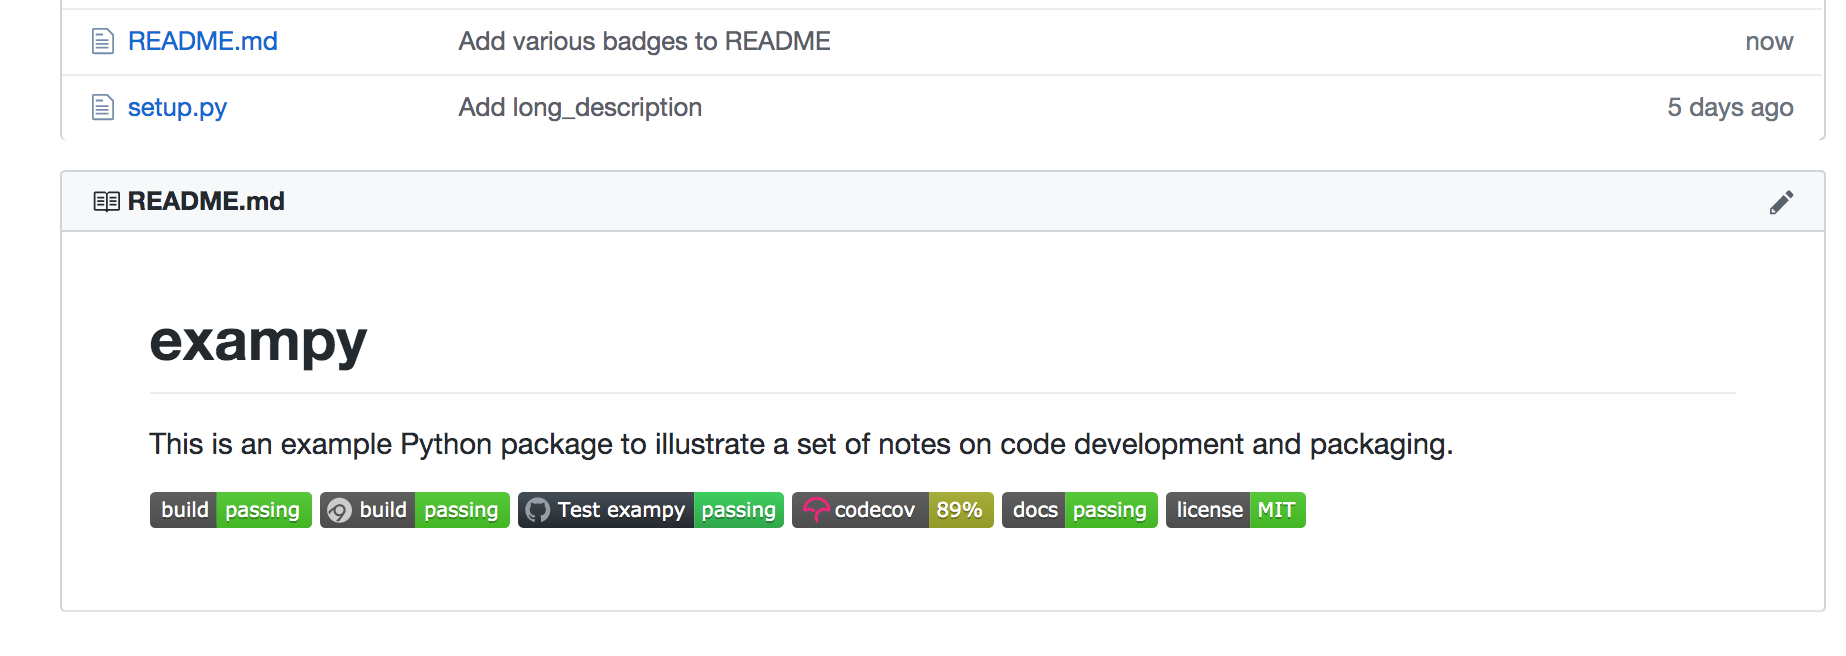 README.md Add various badges to README now
setup.py Add long_description 5 days ago
README.md
exampy
This is an example Python package to illustrate a set of notes on code development and packaging.
build passing build passing Test exampy passing codecov 89% docs passing license MIT